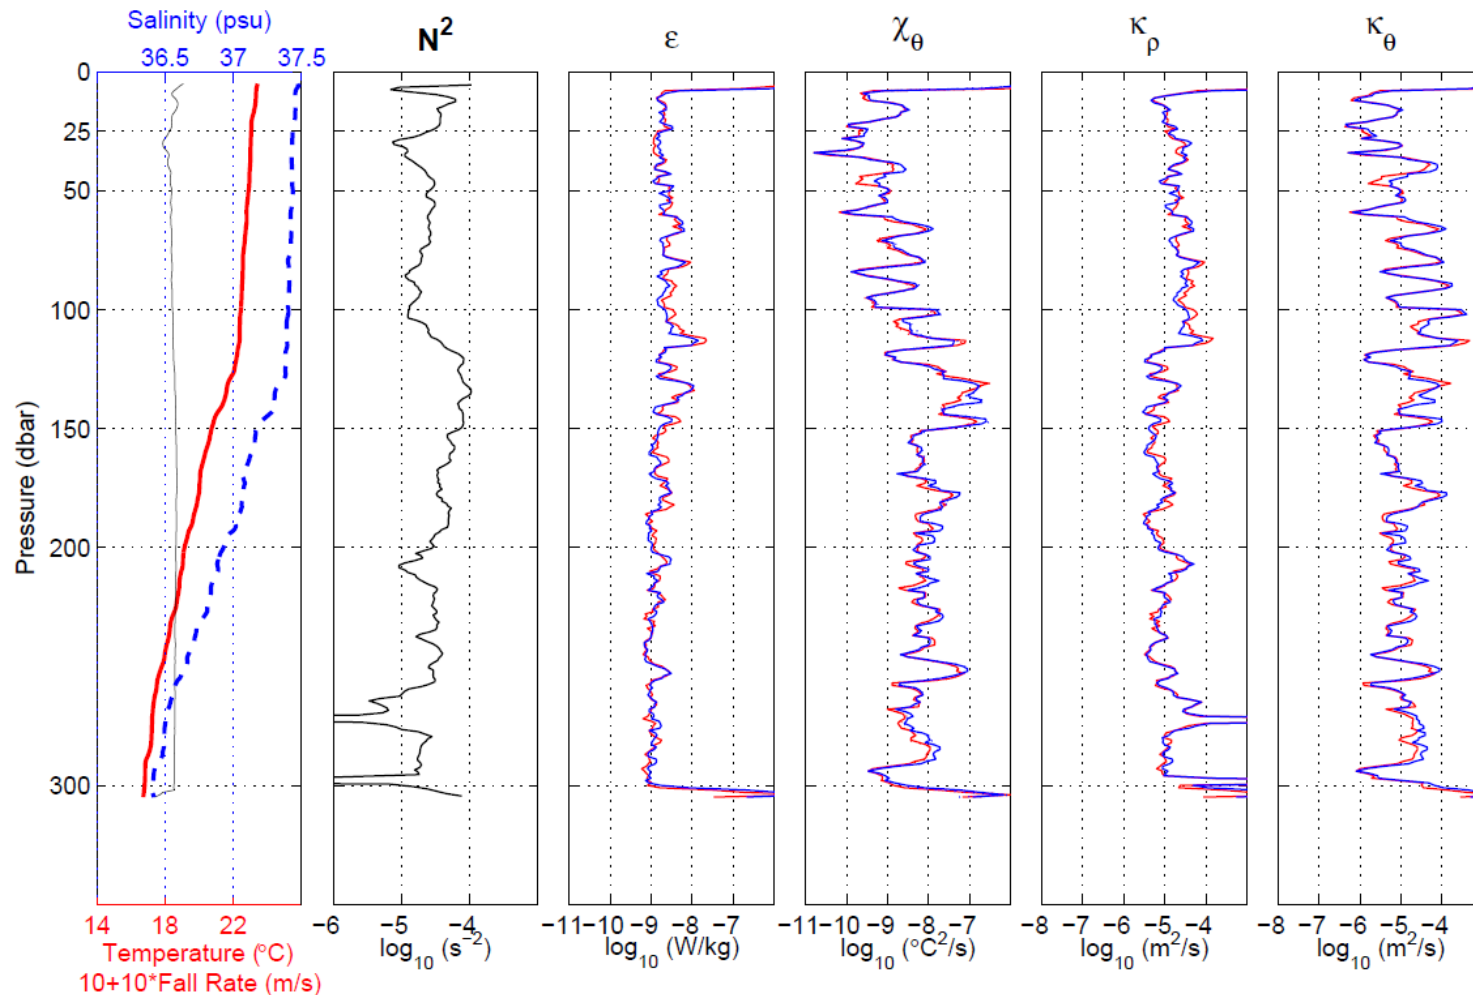 Salinity (psu)
36.5 37 37.5
N²
ε
χθ
κρ
κθ
0
25
50
100
150
200
300
Pressure (dbar)
14 18 22
Temperature (°C)
10+10*Fall Rate (m/s)
−6 −5 −4
log₁₀ (s⁻²)
−11 −10 −9 −8 −7
log₁₀ (W/kg)
−11 −10 −9 −8 −7
log₁₀ (°C²/s)
−8 −7 −6 −5 −4
log₁₀ (m²/s)
−8 −7 −6 −5 −4
log₁₀ (m²/s)